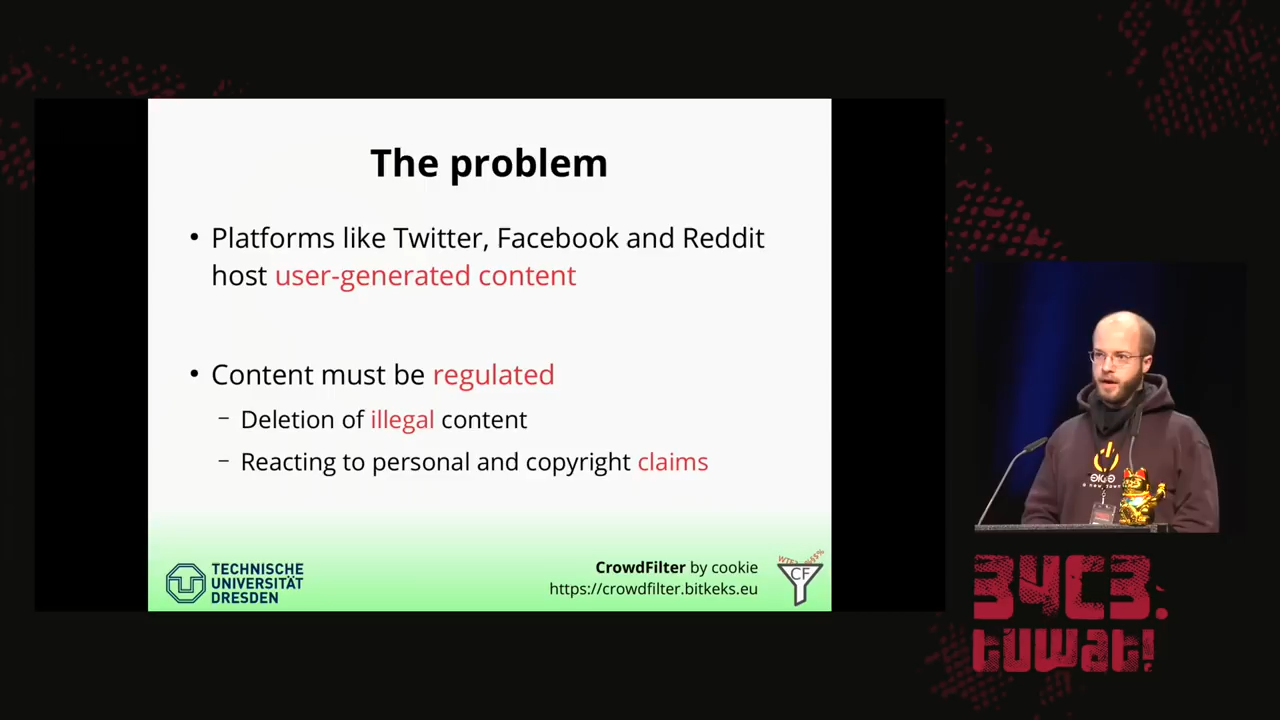 The problem
• Platforms like Twitter, Facebook and Reddit
host user-generated content
• Content must be regulated
– Deletion of illegal content
– Reacting to personal and copyright claims
TECHNISCHE
UNIVERSITÄT
DRESDEN
CrowdFilter by cookie
https://crowdfilter.bitkeks.eu
CF
34C3.
tuwat!